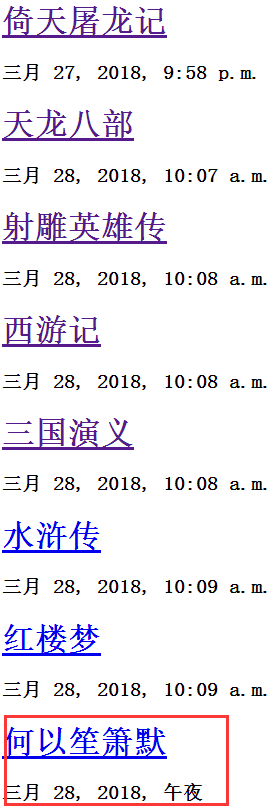 倚天屠龙记
三月 27, 2018, 9:58 p.m.
天龙八部
三月 28, 2018, 10:07 a.m.
射雕英雄传
三月 28, 2018, 10:08 a.m.
西游记
三月 28, 2018, 10:08 a.m.
三国演义
三月 28, 2018, 10:08 a.m.
水浒传
三月 28, 2018, 10:09 a.m.
红楼梦
三月 28, 2018, 10:09 a.m.
何以笙箫默
三月 28, 2018, 午夜